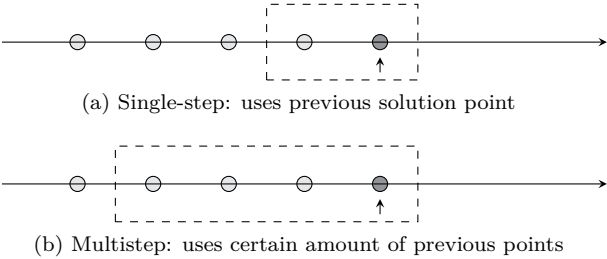 (a) Single-step: uses previous solution point
(b) Multistep: uses certain amount of previous points